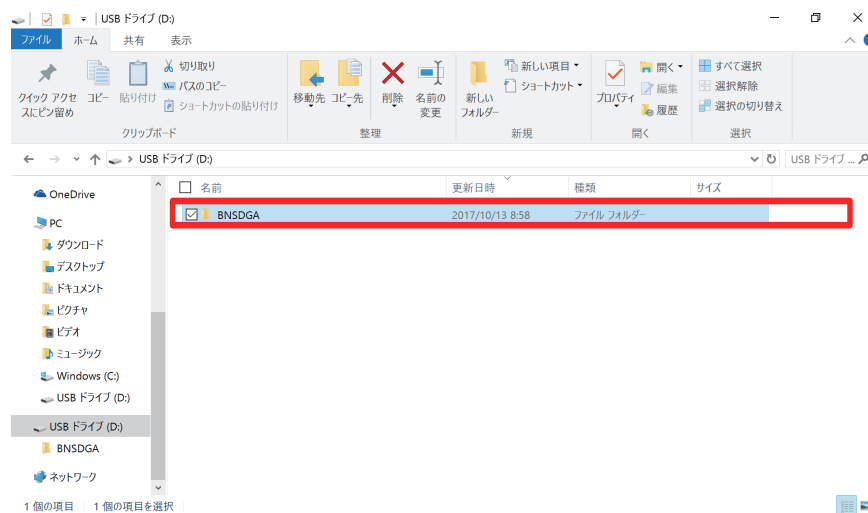 USB ドライブ (D:)
ファイル ホーム 共有 表示
クイック アクセスにピン留め
コピー
貼り付け
切り取り
パスのコピー
ショートカットの貼り付け
クリップボード
移動先 コピー先 削除 名前の変更
整理
新しいフォルダー
新しい項目
ショートカット
新規
プロパティ
開く
編集
履歴
開く
すべて選択
選択解除
選択の切り替え
選択
USB ドライブ (D:)
USB ドライブ ...
名前 更新日時 種類 サイズ
BNSDGA 2017/10/13 8:58 ファイル フォルダー
OneDrive
PC
ダウンロード
デスクトップ
ドキュメント
ピクチャ
ビデオ
ミュージック
Windows (C:)
USB ドライブ (D:)
USB ドライブ (D:)
BNSDGA
ネットワーク
1 個の項目 1 個の項目を選択